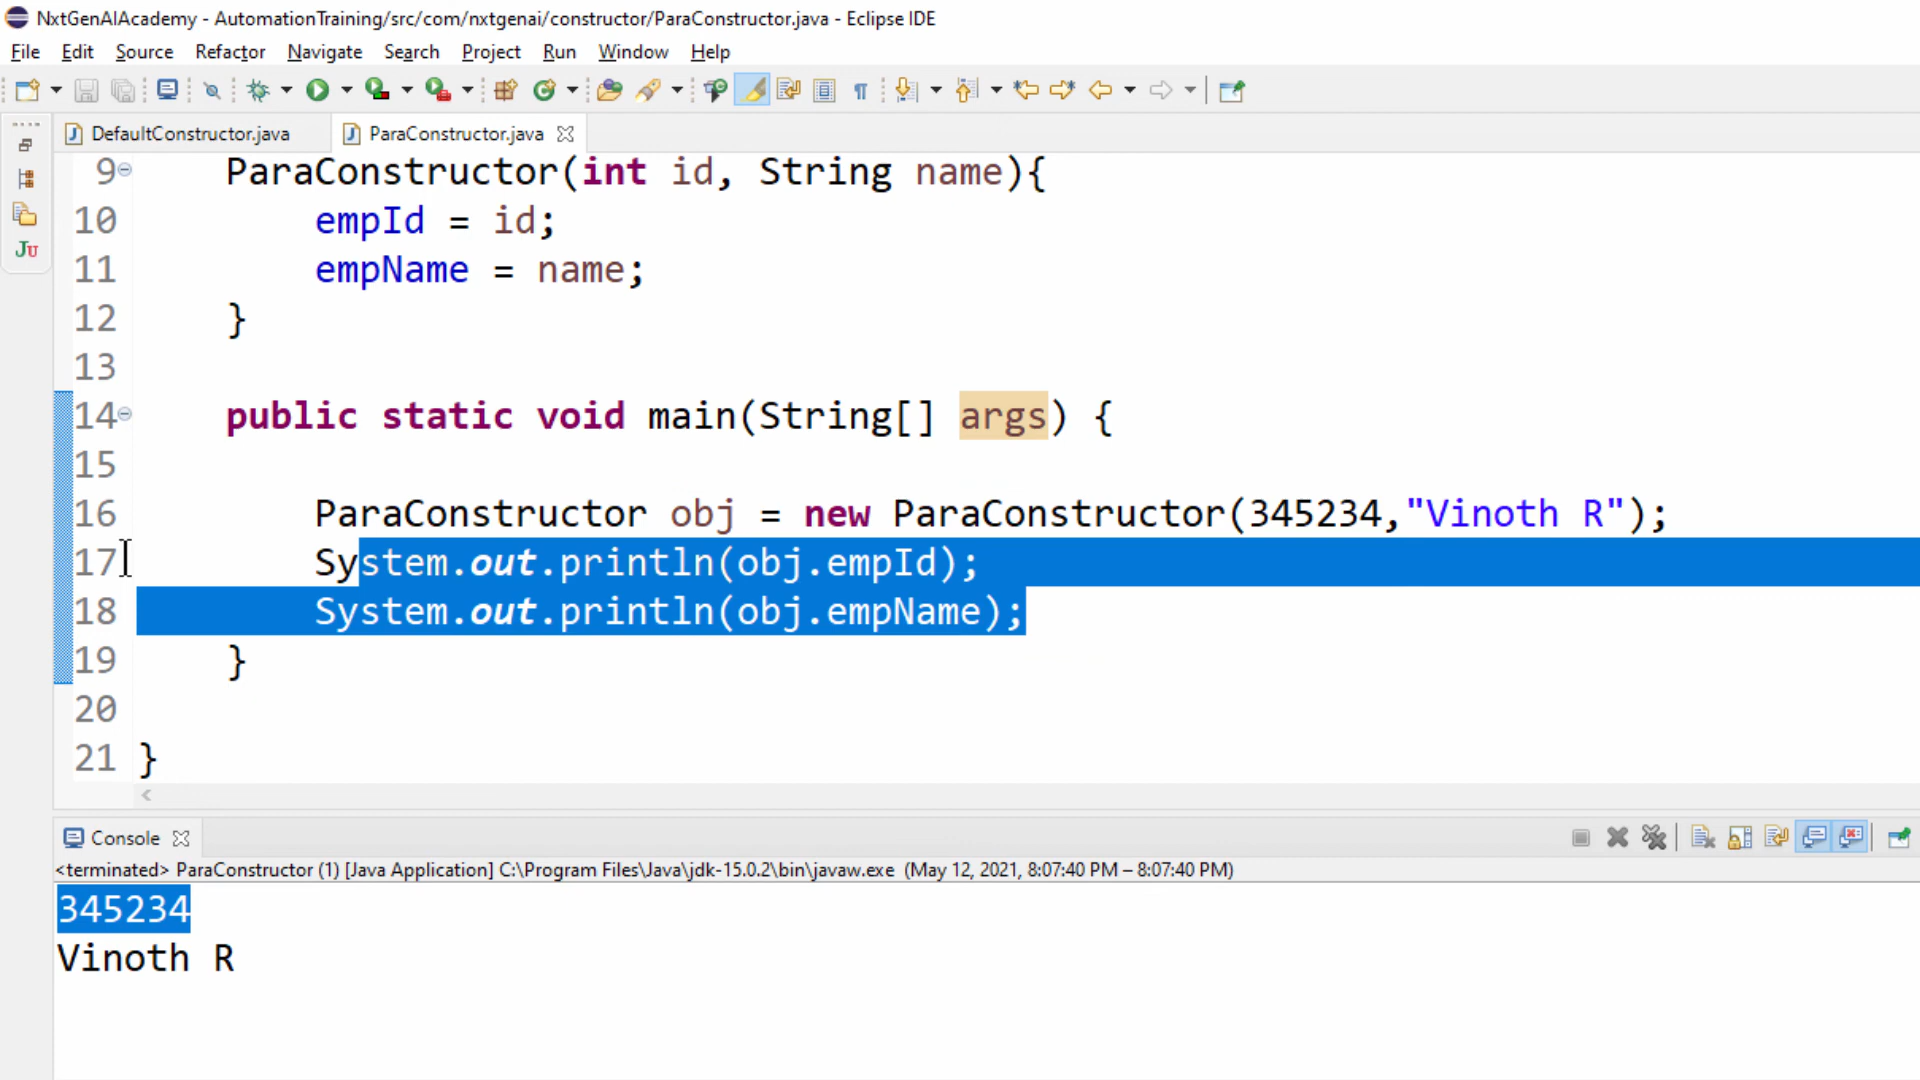 NxtGenAIAcademy - AutomationTraining/src/com/nxtgenai/constructor/ParaConstructor.java - Eclipse IDE
File Edit Source Refactor Navigate Search Project Run Window Help
DefaultConstructor.java ParaConstructor.java
9 ParaConstructor(int id, String name){
10 empId = id;
11 empName = name;
12 }
13
14 public static void main(String[] args) {
15
16 ParaConstructor obj = new ParaConstructor(345234,"Vinoth R");
17 System.out.println(obj.empId);
18 System.out.println(obj.empName);
19 }
20
21 }
Console
<terminated> ParaConstructor (1) [Java Application] C:\Program Files\Java\jdk-15.0.2\bin\javaw.exe (May 12, 2021, 8:07:40 PM – 8:07:40 PM)
345234
Vinoth R